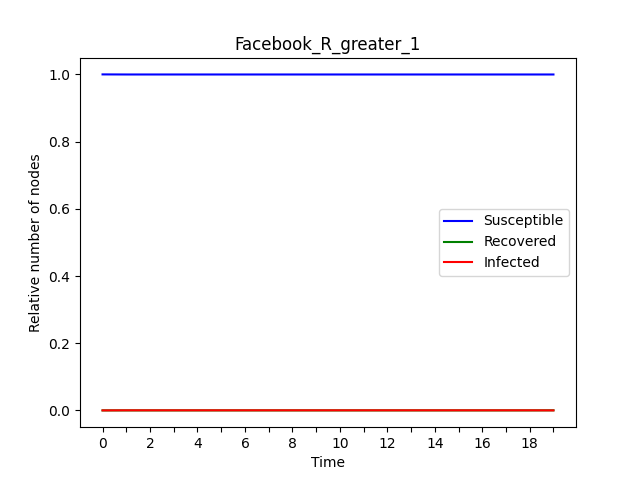 Facebook_R_greater_1
1.0
0.8
0.6
0.4
0.2
0.0
Relative number of nodes
Susceptible
Recovered
Infected
0 2 4 6 8 10 12 14 16 18
Time